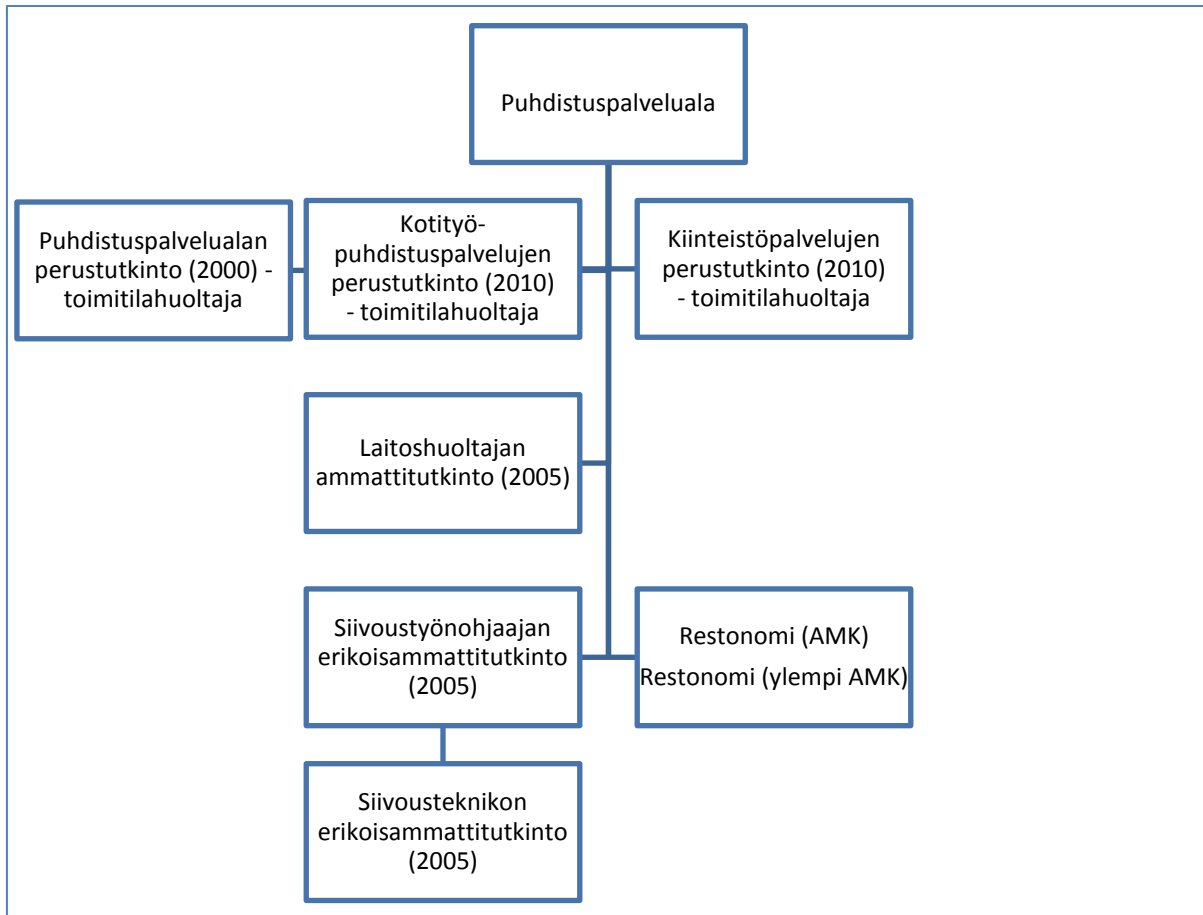 Puhdistuspalveluala
Puhdistuspalvelualan
perustutkinto (2000) -
toimitilahuoltaja
Kotityö-
puhdistuspalvelujen
perustutkinto (2010)
- toimitilahuoltaja
Kiinteistöpalvelujen
perustutkinto (2010)
- toimitilahuoltaja
Laitoshuoltajan
ammattitutkinto (2005)
Siivoustyönohjaajan
erikoisammattitutkinto
(2005)
Restonomi (AMK)
Restonomi (ylempi AMK)
Siivousteknikon
erikoisammattitutkinto
(2005)